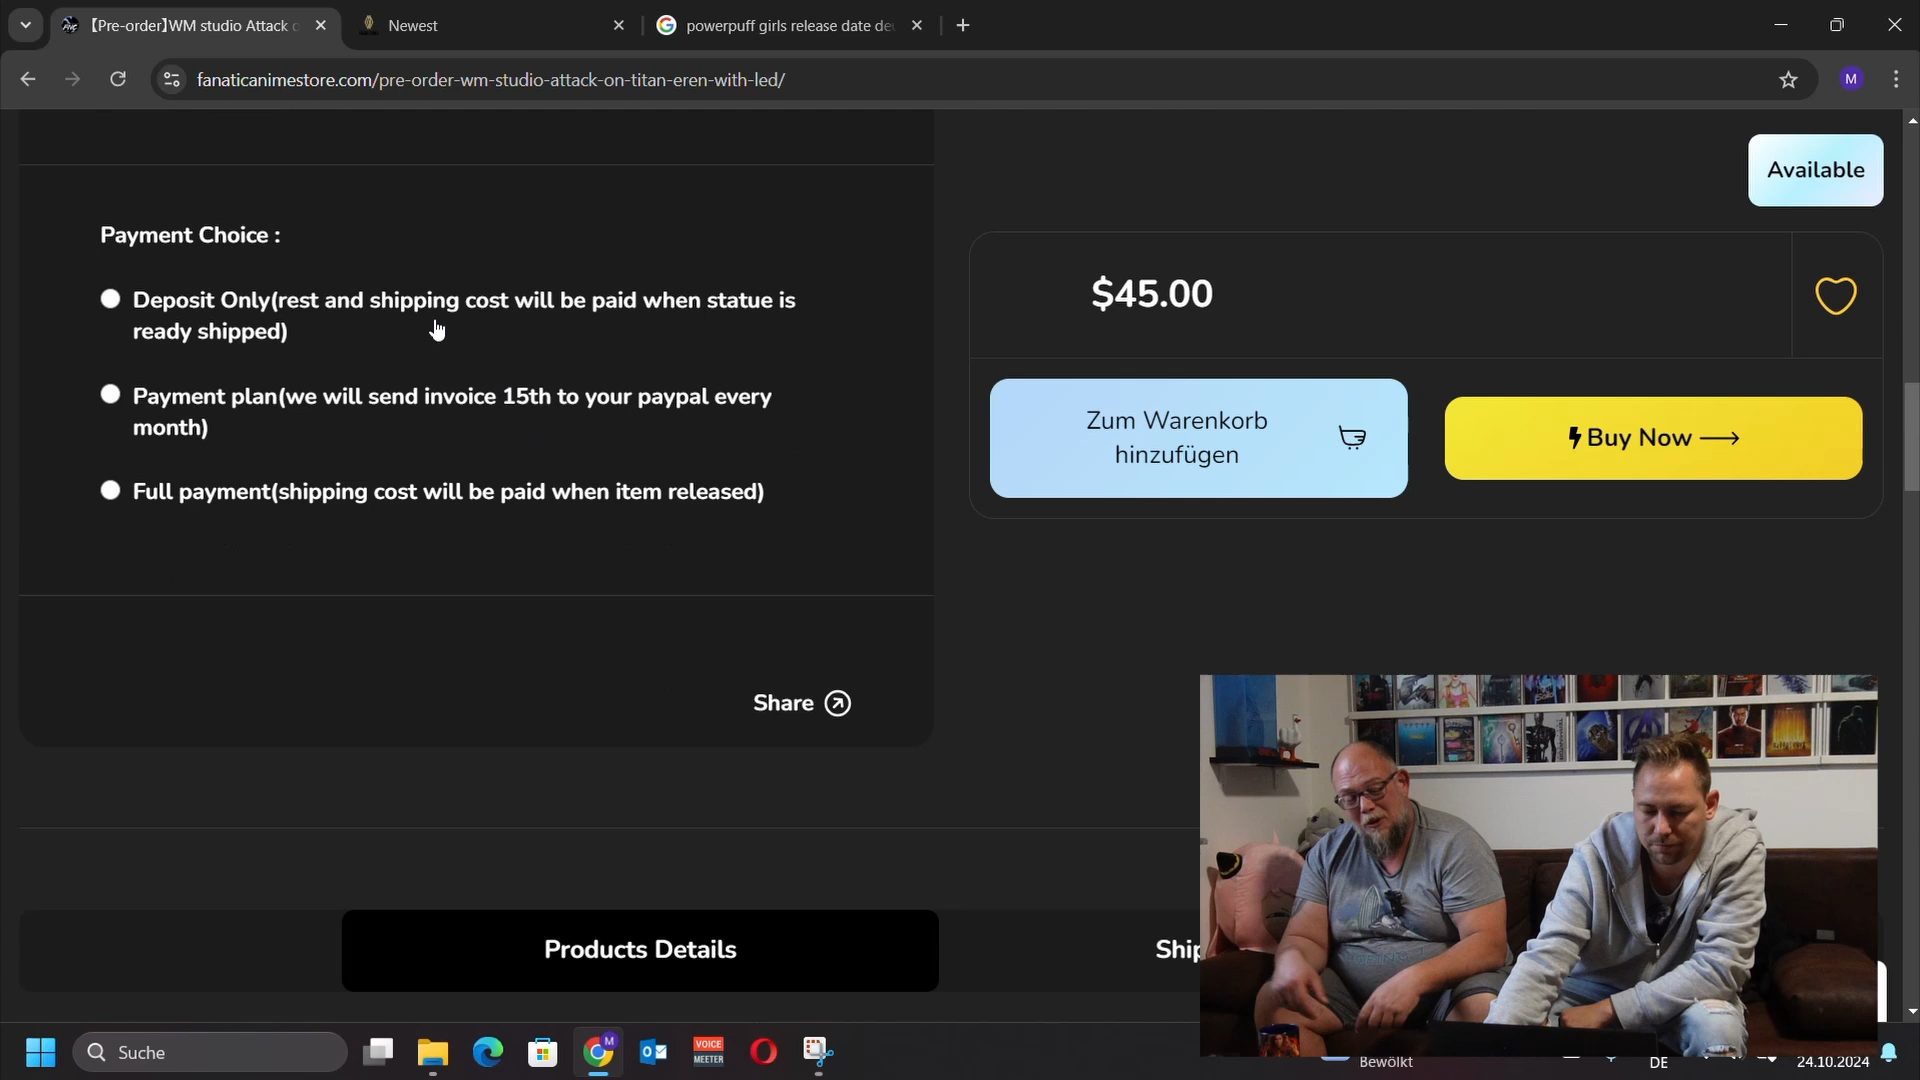 【Pre-order】WM studio Attack o
Newest
powerpuff girls release date de
fanaticanimestore.com/pre-order-wm-studio-attack-on-titan-eren-with-led/
M
Available
Payment Choice :
$45.00
Deposit Only(rest and shipping cost will be paid when statue is
ready shipped)
Payment plan(we will send invoice 15th to your paypal every
month)
Zum Warenkorb
hinzufügen
Buy Now
Full payment(shipping cost will be paid when item released)
Share
Products Details
Ship
Suche
M
VOICE
MEETER
Bewölkt
DE
24.10.2024